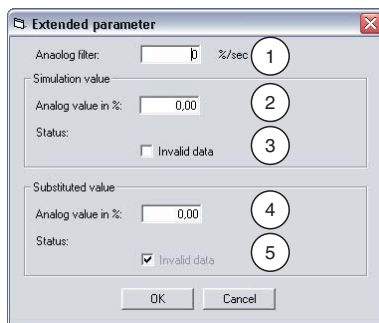 Extended parameter
Anaolog filter: 0 %/sec 1
Simulation value
Analog value in %: 0,00 2
Status: 3
Invalid data
Substituted value
Analog value in %: 0,00 4
Status: 5
Invalid data
OK Cancel